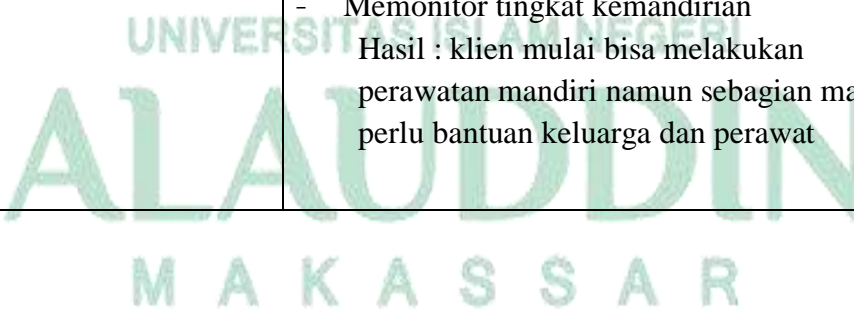 - Memonitor tingkat kemandirian
UNIVERSITAS ISLAM NEGERI
Hasil : klien mulai bisa melakukan
perawatan mandiri namun sebagian
perlu bantuan keluarga dan perawat
ALAUDDIN
MAKASSAR